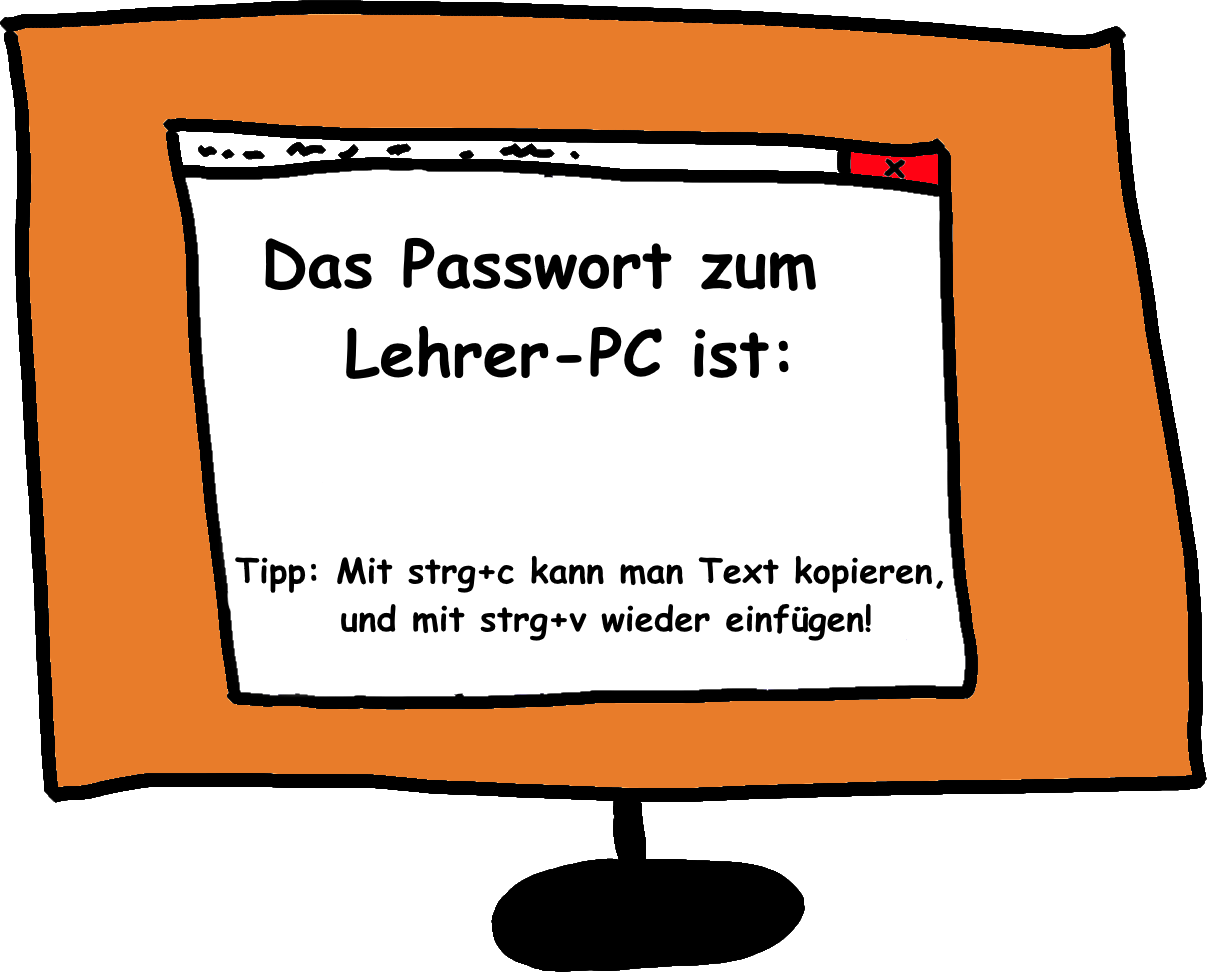 Das Passwort zum
Lehrer-PC ist:
Tipp: Mit strg+c kann man Text kopieren,
und mit strg+v wieder einfügen!